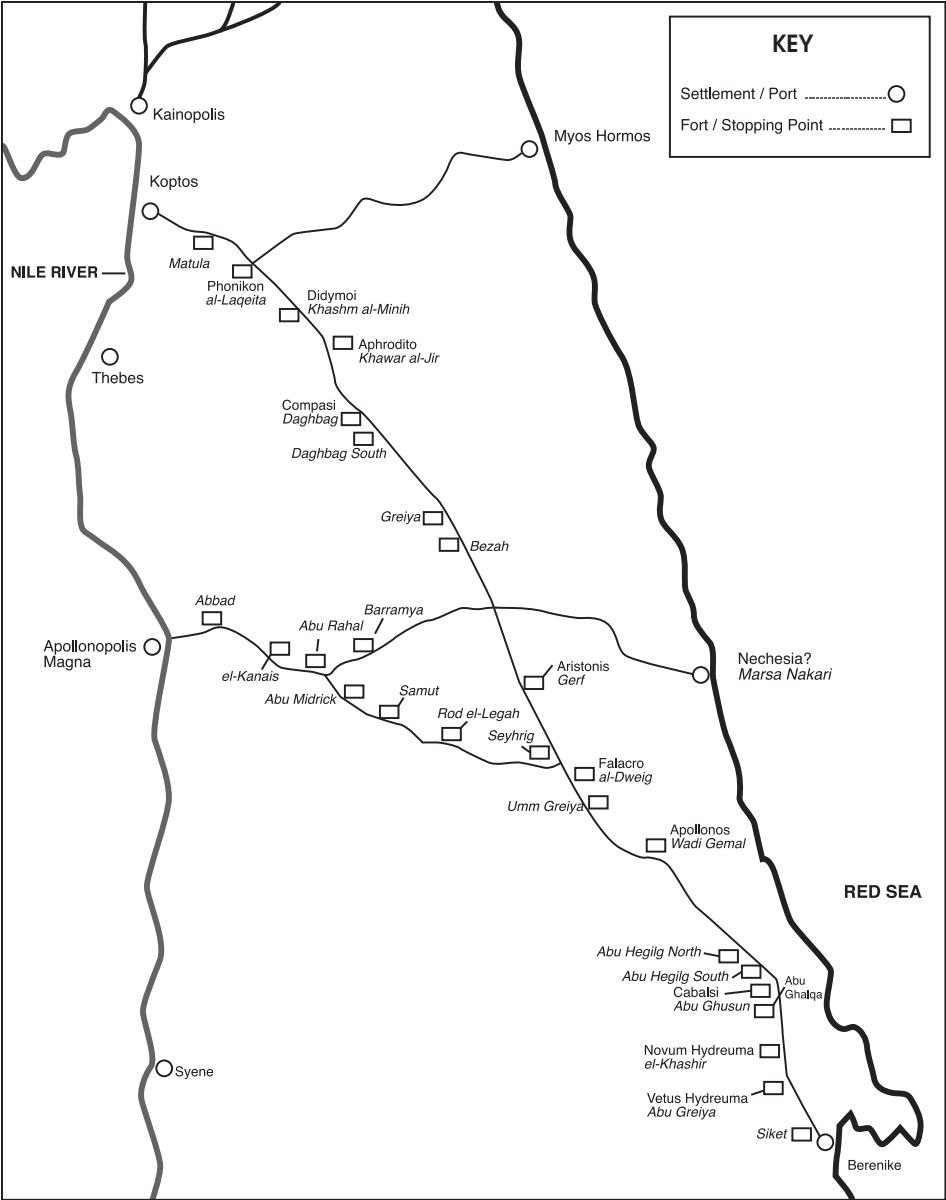 KEY
Settlement / Port
Fort / Stopping Point
Kainopolis
Myos Hormos
Koptos
Matula
NILE RIVER
Phonikon
al-Laqeita
Didymoi
Khashm al-Minih
Aphrodito
Khawar al-Jir
Thebes
Compasi
Daghbag
Daghbag South
Greiya
Bezah
Abbad
Barramya
Abu Rahal
Apollonopolis
Magna
el-Kanais
Nechesia?
Marsa Nakari
Aristonis
Gerf
Abu Midrick
Samut
Rod el-Legah
Seyhrig
Falacro
al-Dweig
Umm Greiya
Apollonos
Wadi Gemal
RED SEA
Abu Hegilg North
Abu Hegilg South
Abu
Ghalqa
Cabalsi
Abu Ghusun
Novum Hydreuma
el-Khashir
Syene
Vetus Hydreuma
Abu Greiya
Siket
Berenike